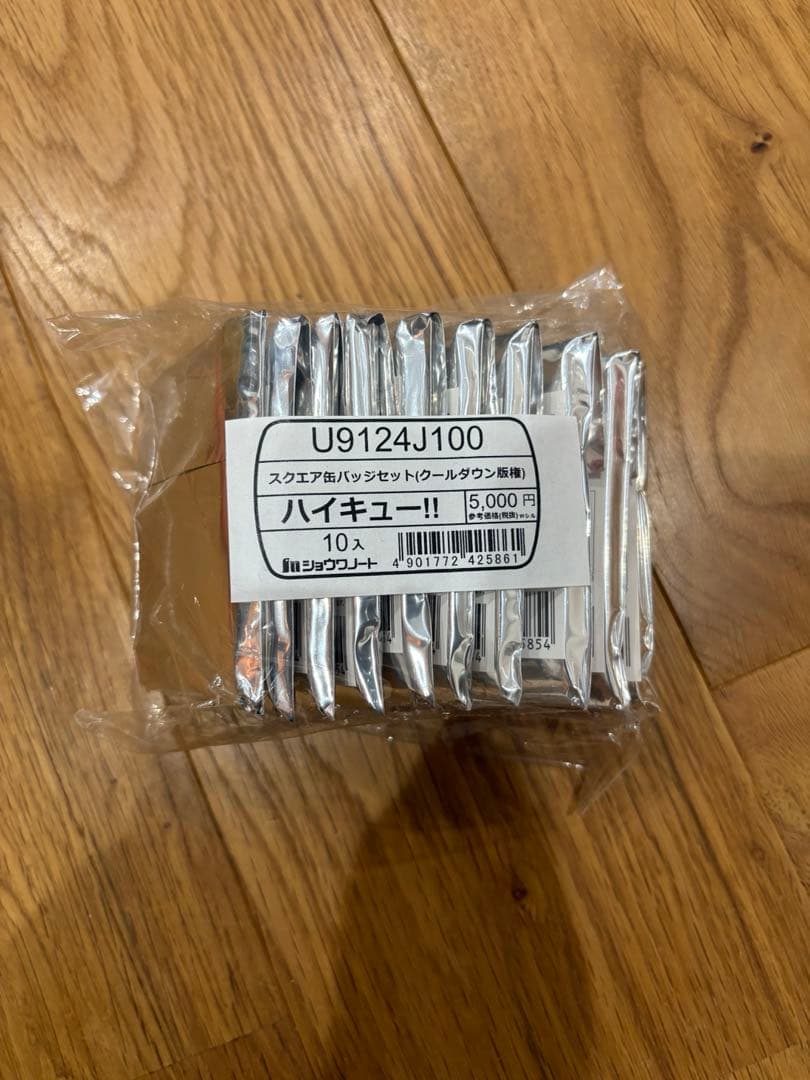 U9124J100
スクエア缶バッジセット(クールダウン版権)
ハイキュー!!
5,000円
参考価格(税抜)
10入
ショウワノート
4 901772 425861
5854